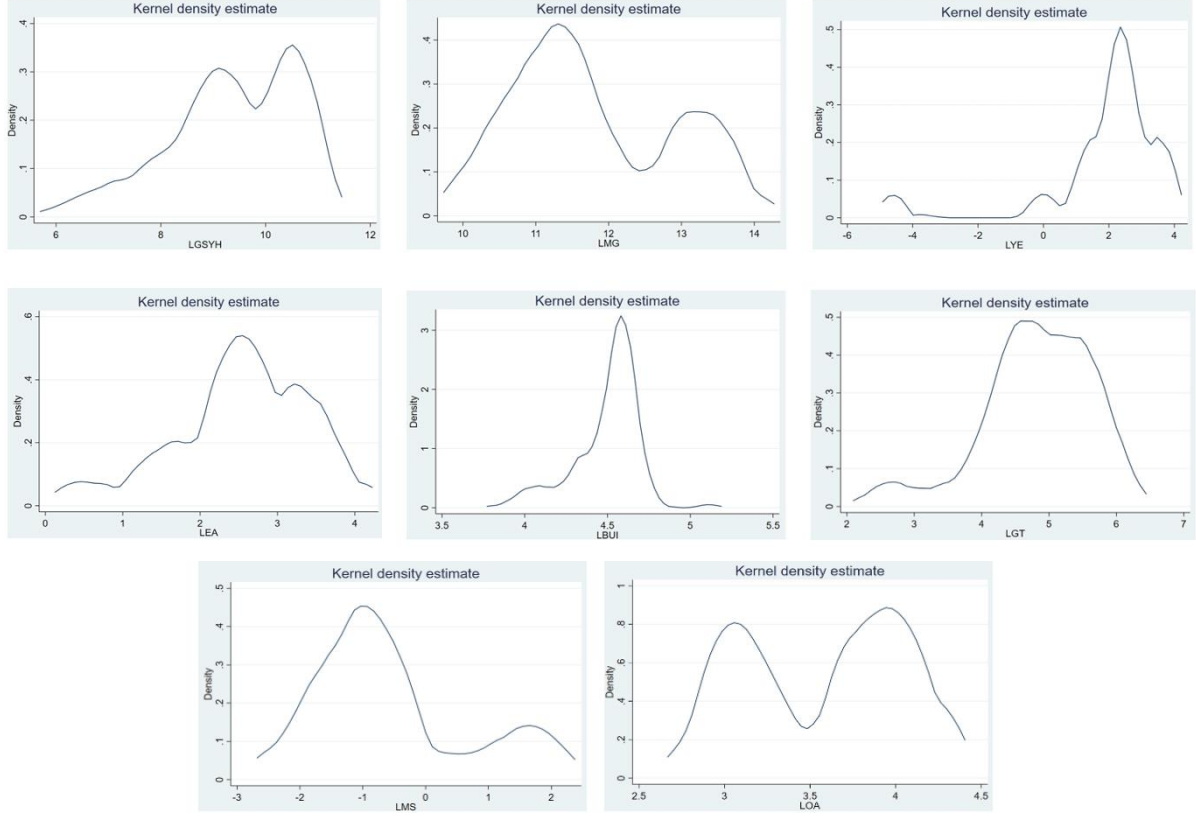 Kernel density estimate
Density
.4
.3
.2
.1
0
6 8 10 12
LGSYH
Kernel density estimate
Density
.4
.3
.2
.1
0
10 11 12 13 14
LMG
Kernel density estimate
Density
.5
.4
.3
.2
.1
0
-6 -4 -2 0 2 4
LYE
Kernel density estimate
Density
.6
.4
.2
0
0 1 2 3 4
LEA
Kernel density estimate
Density
3
2
1
0
3.5 4 4.5 5 5.5
LBUI
Kernel density estimate
Density
.5
.4
.3
.2
.1
0
2 3 4 5 6 7
LGT
Kernel density estimate
Density
.5
.4
.3
.2
.1
0
-3 -2 -1 0 1 2
LMS
Kernel density estimate
Density
1
.8
.6
.4
.2
0
2.5 3 3.5 4 4.5
LOA